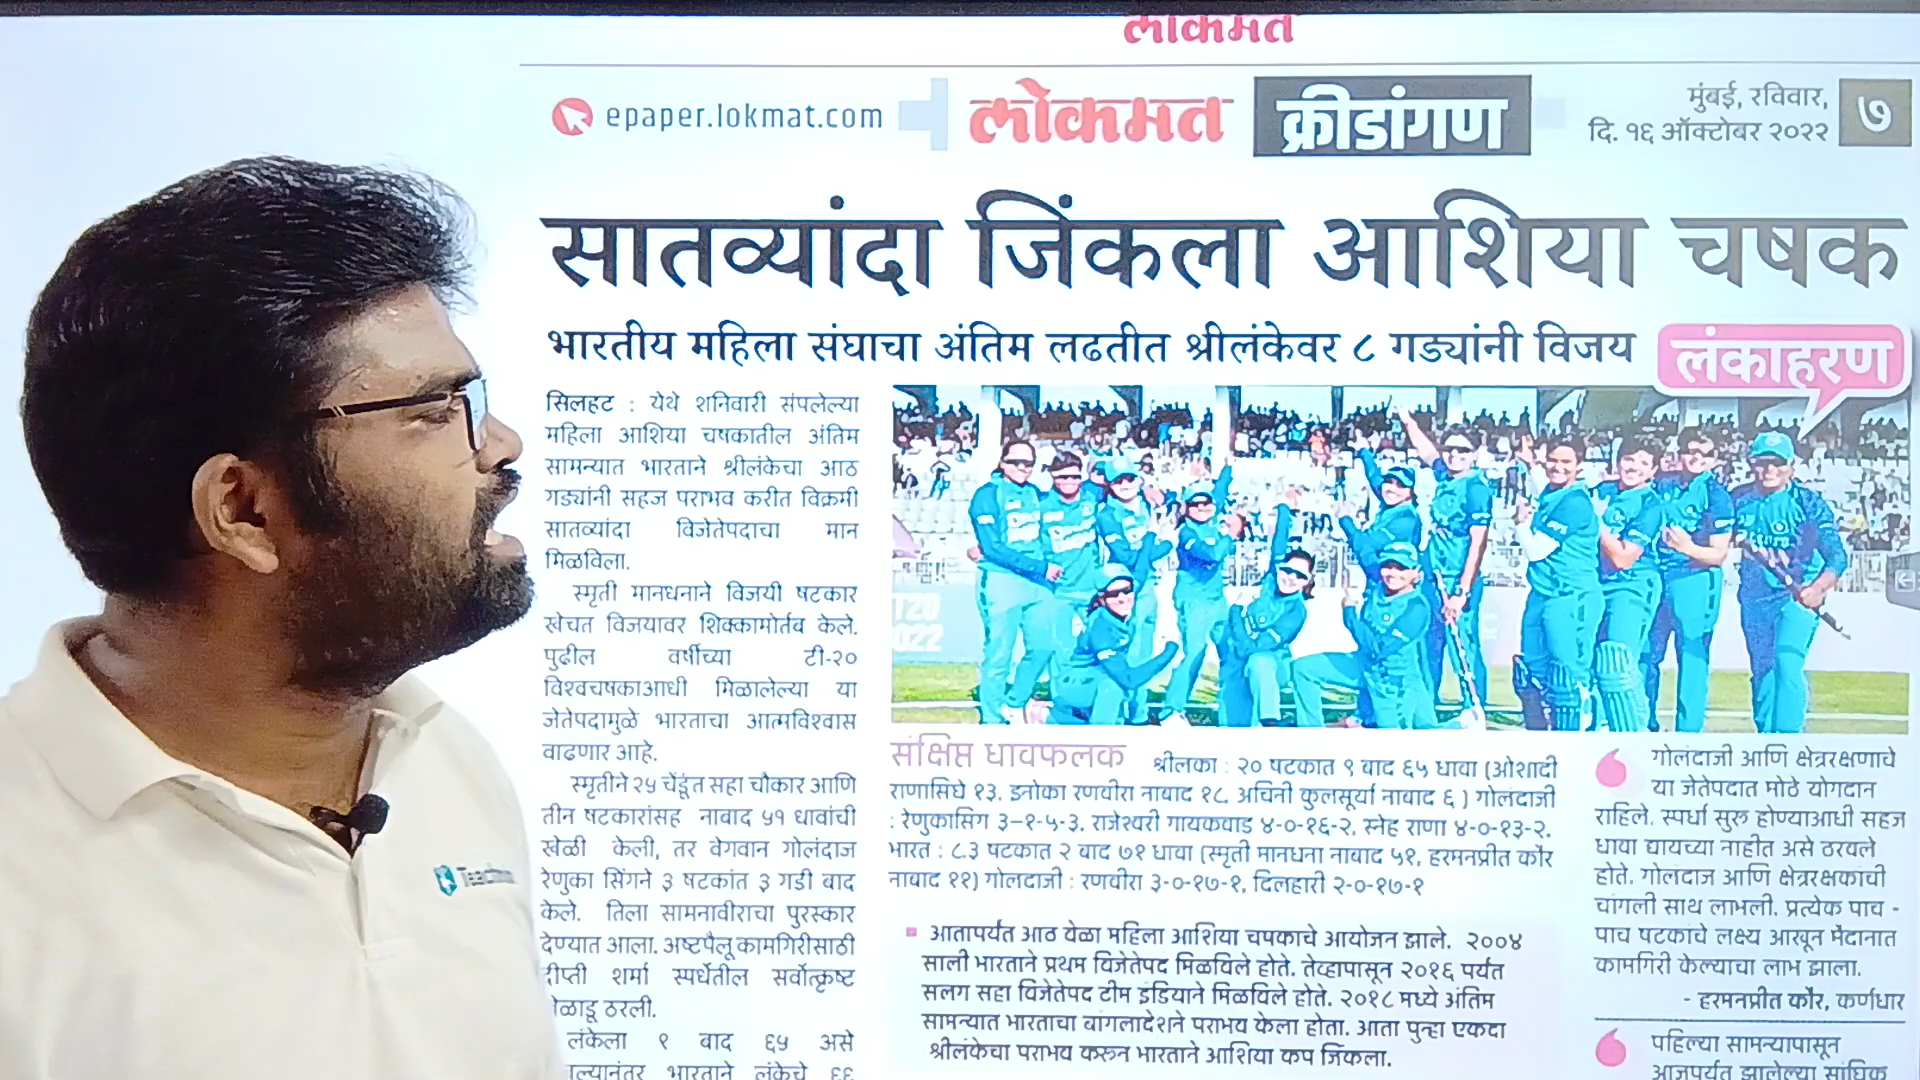 लोकमत
epaper.lokmat.com
लोकमत
क्रीडांगण
मुंबई, रविवार,
दि. १६ ऑक्टोबर २०२२
७
सातव्यांदा जिंकला आशिया चषक
भारतीय महिला संघाचा अंतिम लढतीत श्रीलंकेवर ८ गड्यांनी विजय
लंकाहरण
सिलहट : येथे शनिवारी संपलेल्या
महिला आशिया चषकातील अंतिम
सामन्यात भारताने श्रीलंकेचा आठ
गड्यांनी सहज पराभव करीत विक्रमी
सातव्यांदा विजेतेपदाचा मान
मिळविला.
स्मृती मानधनाने विजयी षटकार
खेचत विजयावर शिक्कामोर्तब केले.
पुढील वर्षीच्या टी-२०
विश्वचषकाआधी मिळालेल्या या
जेतेपदामुळे भारताचा आत्मविश्वास
वाढणार आहे.
स्मृतीने २५ चेंडूंत सहा चौकार आणि
तीन षटकारांसह नाबाद ५१ धावांची
खेळी केली, तर वेगवान गोलंदाज
रेणुका सिंगने ३ षटकांत ३ गडी बाद
केले. तिला सामनावीराचा पुरस्कार
देण्यात आला. अष्टपैलू कामगिरीसाठी
दीप्ती शर्मा स्पर्धेतील सर्वोत्कृष्ट
खेळाडू ठरली.
लंकेला ९ बाद ६५ असे
भारताने लंकेचे ६६
T20
2022
संक्षिप्त धावफलक
श्रीलंका : २० षटकात ९ बाद ६५ धावा (ओशादी
राणासिंघे १३, इनोका रणवीरा नाबाद १८, अचिनी कुलसूर्या नाबाद ६ ) गोलंदाजी
: रेणुकासिंग ३-१-५-३, राजेश्वरी गायकवाड ४-०-१६-२, स्नेह राणा ४-०-१३-२.
भारत : ८.३ षटकात २ बाद ७१ धावा (स्मृती मानधना नाबाद ५१, हरमनप्रीत कौर
नाबाद ११) गोलंदाजी : रणवीरा ३-०-१७-१, दिलहारी २-०-१७-१
आतापर्यंत आठ वेळा महिला आशिया चषकाचे आयोजन झाले. २००४
साली भारताने प्रथम विजेतेपद मिळविले होते. तेव्हापासून २०१६ पर्यंत
सलग सहा विजेतेपद टीम इंडियाने मिळविले होते. २०१८ मध्ये अंतिम
सामन्यात भारताचा बांगलादेशने पराभव केला होता. आता पुन्हा एकदा
श्रीलंकेचा पराभव करून भारताने आशिया कप जिंकला.
गोलंदाजी आणि क्षेत्ररक्षणाचे
या जेतेपदात मोठे योगदान
राहिले. स्पर्धा सुरू होण्याआधी सहज
धावा द्यायच्या नाहीत असे ठरवले
होते. गोलंदाज आणि क्षेत्ररक्षकांची
चांगली साथ लाभली. प्रत्येक पाच -
पाच षटकांचे लक्ष्य आखून मैदानात
कामगिरी केल्याचा लाभ झाला.
- हरमनप्रीत कौर, कर्णधार
पहिल्या सामन्यापासून
आजपर्यंत झालेल्या सांघिक